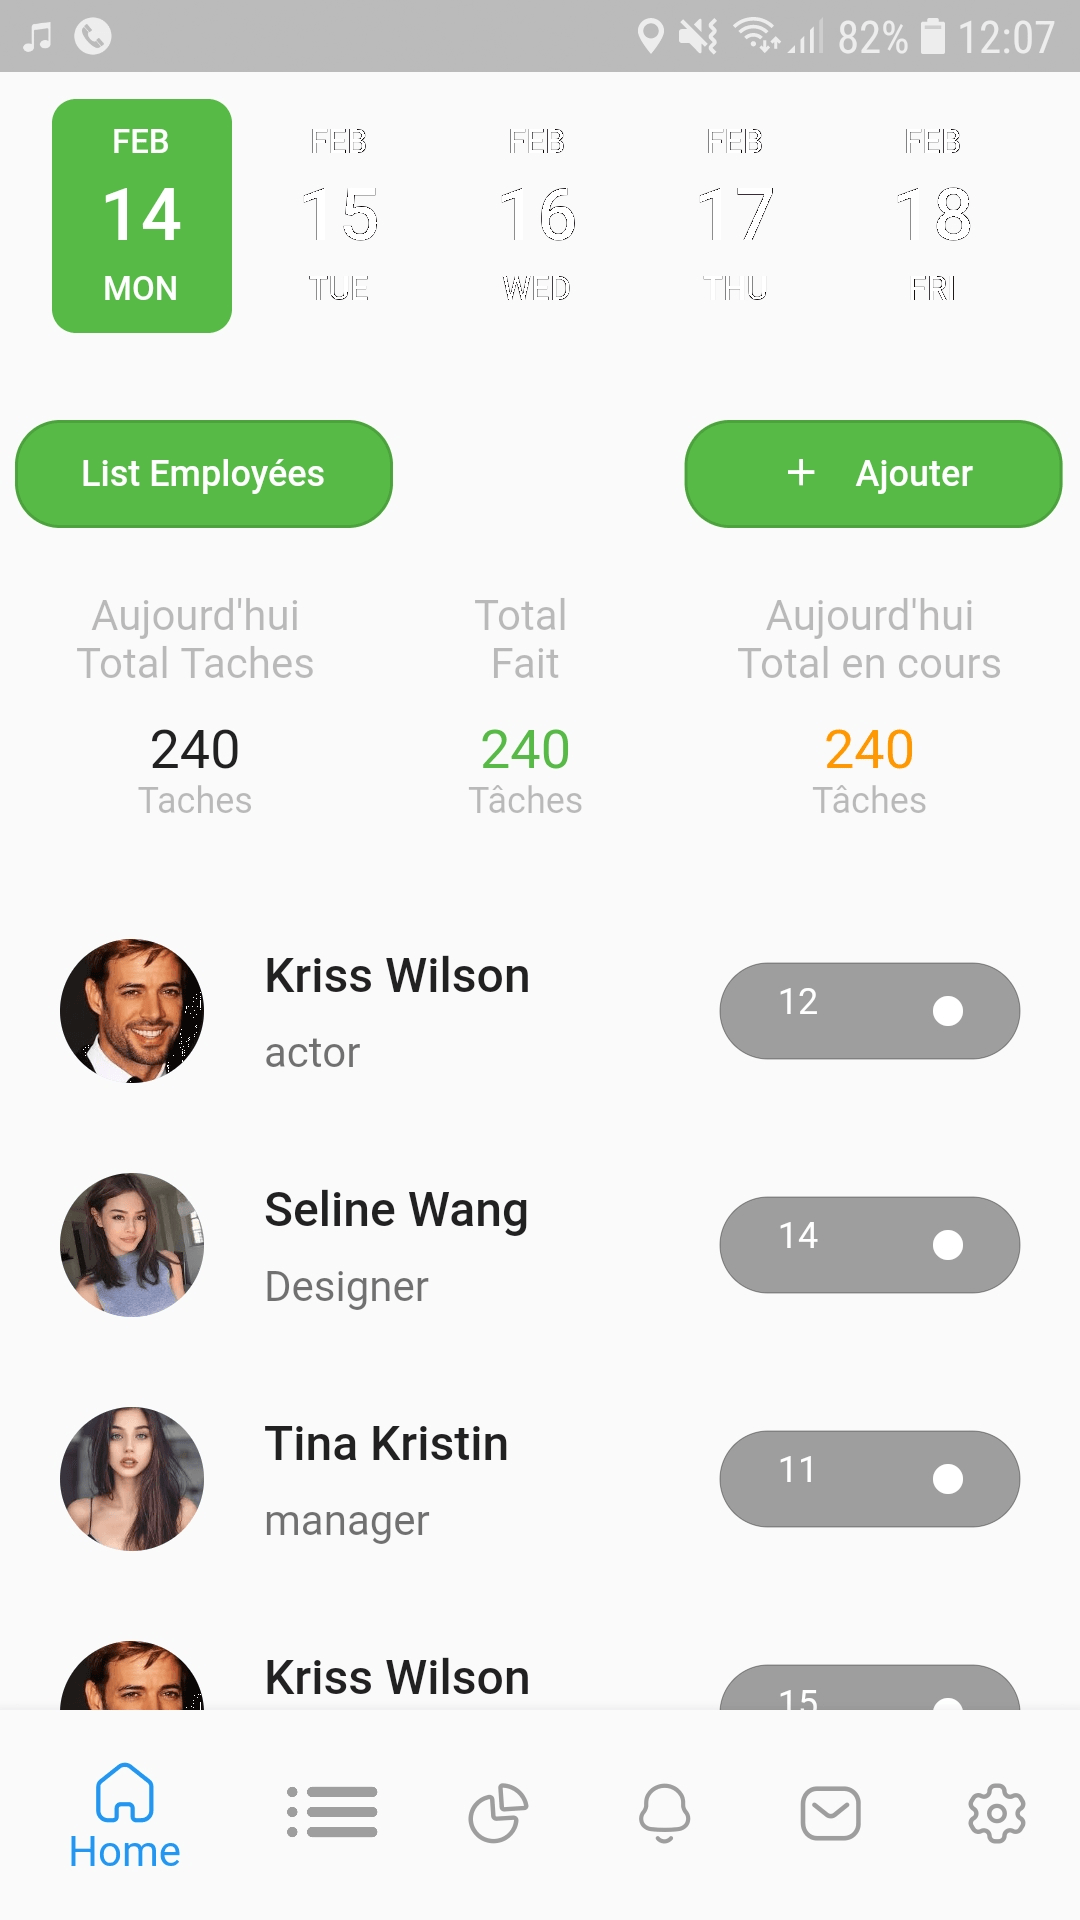 82% 12:07
FEB FEB FEB FEB FEB
14 15 16 17 18
MON TUE WED THU FRI
List Employées
+ Ajouter
Aujourd'hui
Total Taches
240
Taches
Total
Fait
240
Tâches
Aujourd'hui
Total en cours
240
Tâches
Kriss Wilson
actor
12
Seline Wang
Designer
14
Tina Kristin
manager
11
Kriss Wilson
15
Home